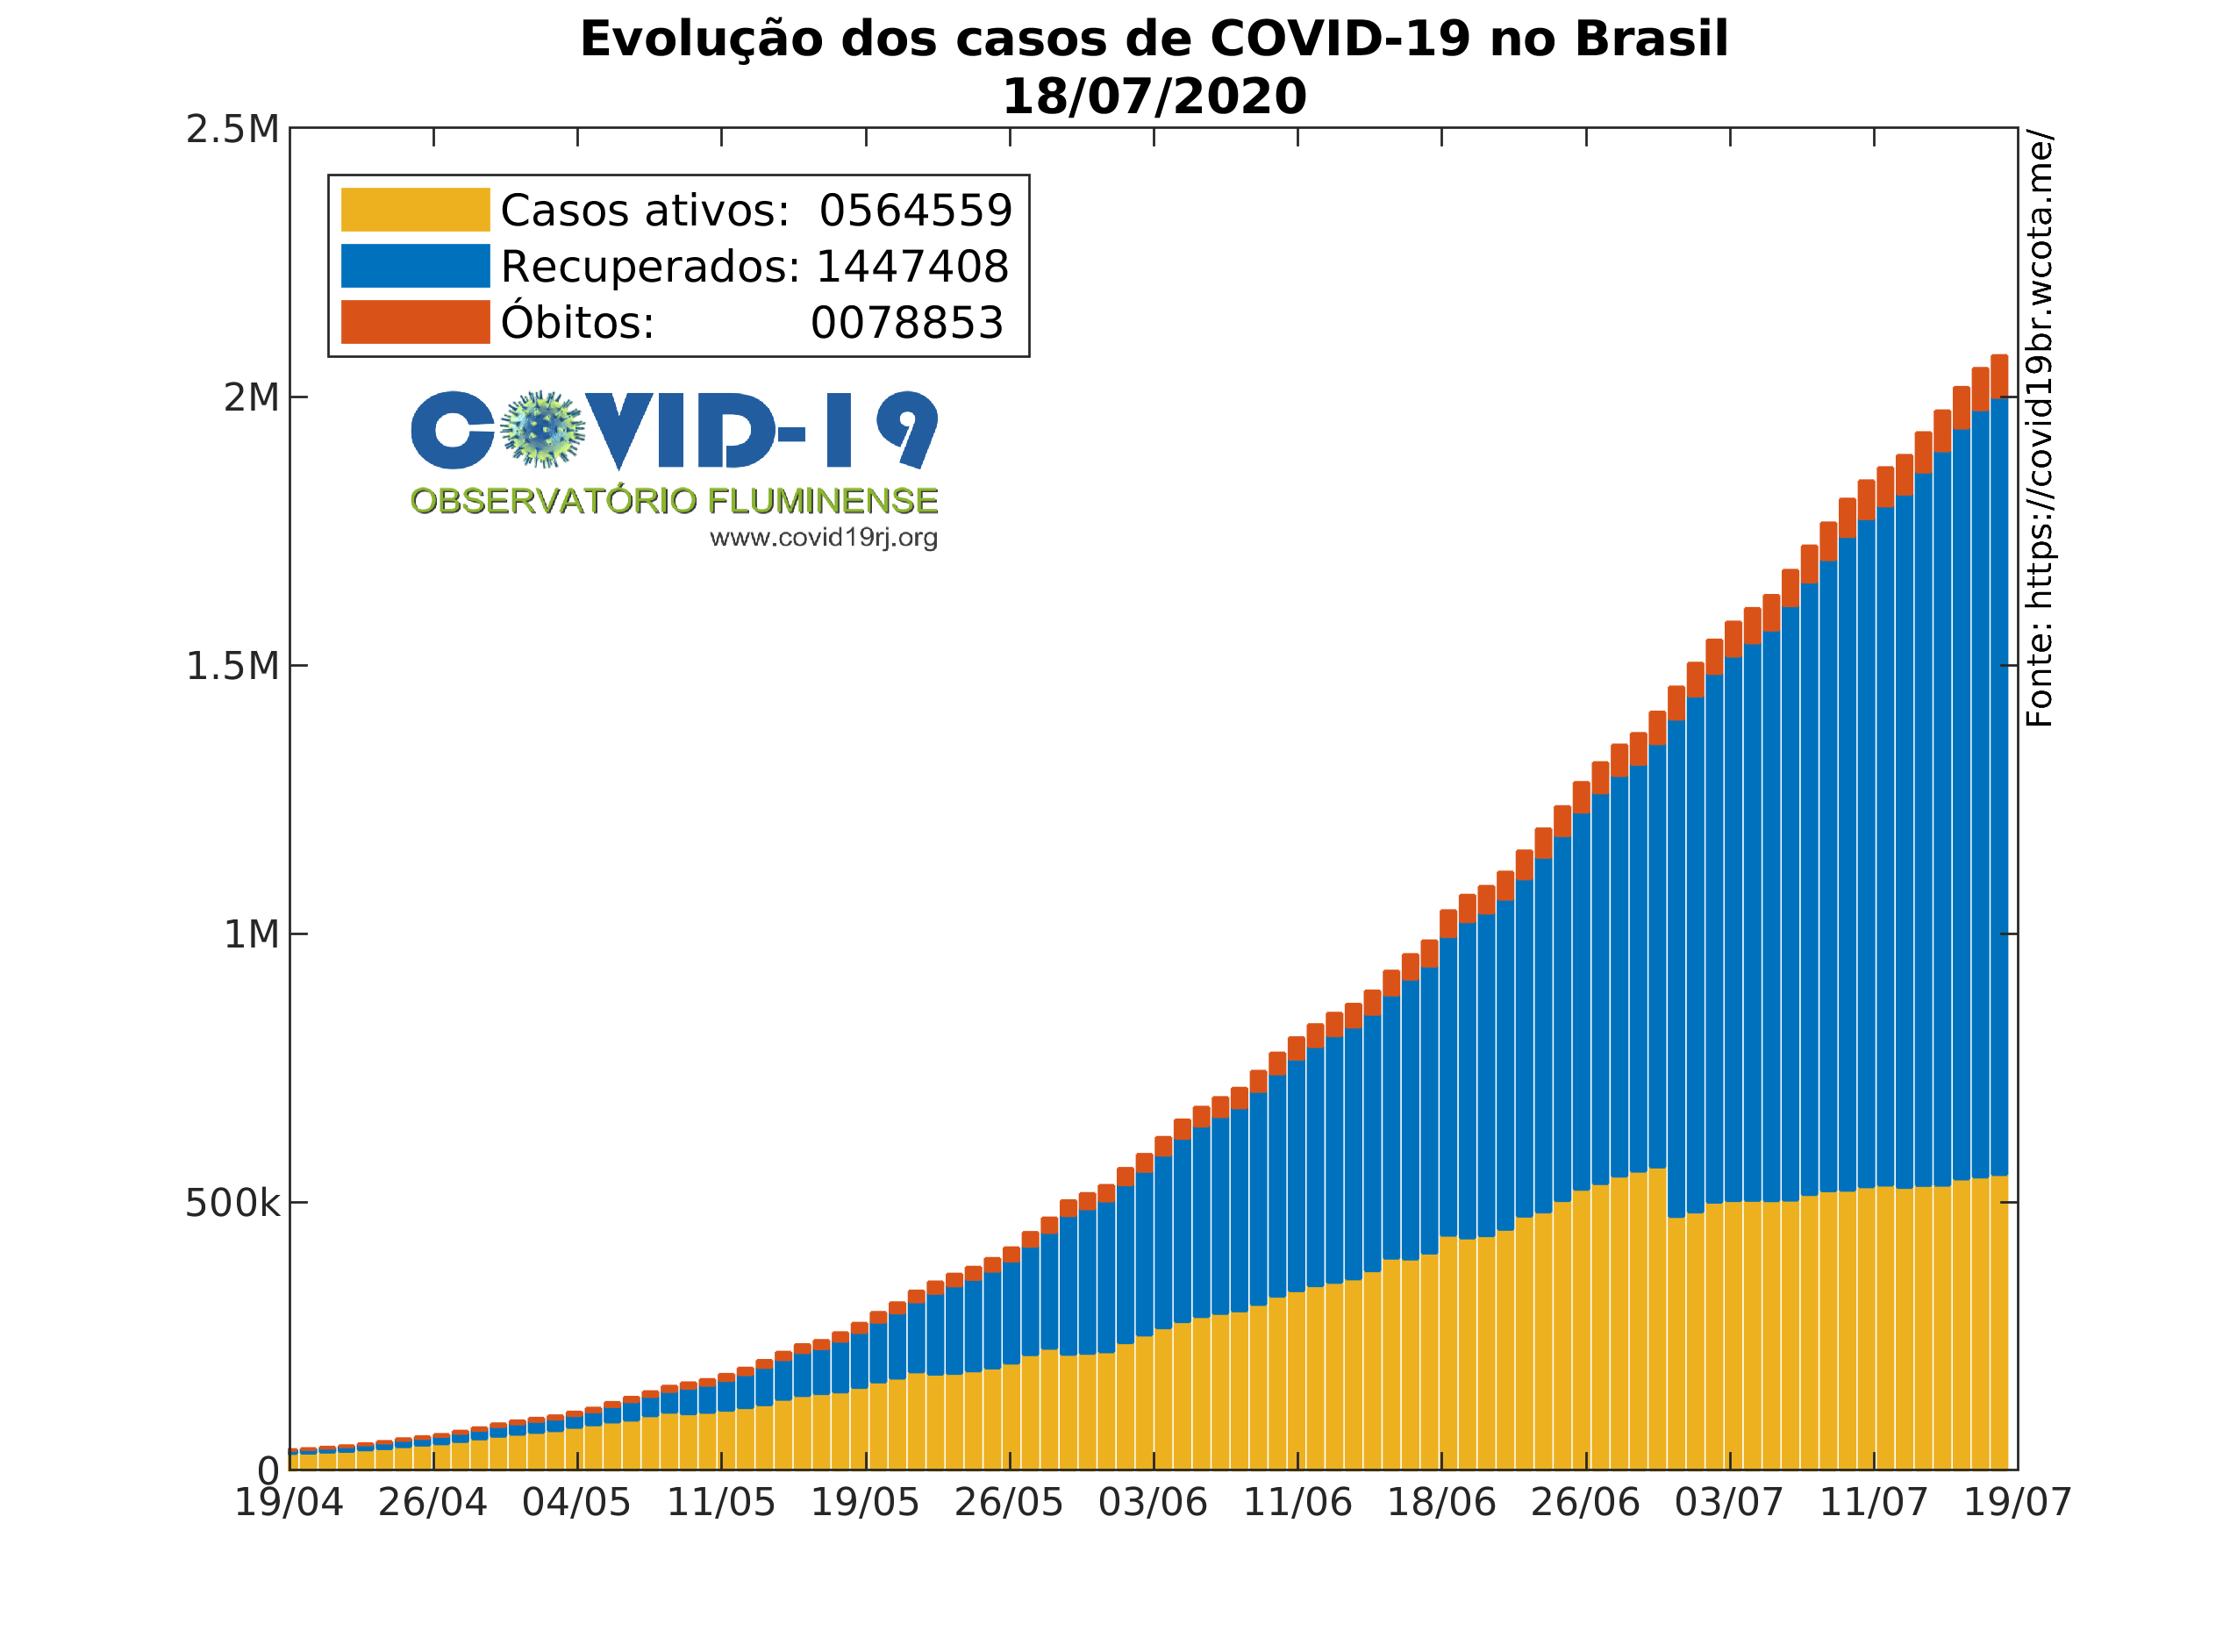 Evolução dos casos de COVID-19 no Brasil
18/07/2020
2.5M
2M
1.5M
1M
500k
0
Casos ativos: 0564559
Recuperados: 1447408
Óbitos: 0078853
COVID-19
OBSERVATÓRIO FLUMINENSE
www.covid19rj.org
Fonte: https://covid19br.wcota.me/
19/04 26/04 04/05 11/05 19/05 26/05 03/06 11/06 18/06 26/06 03/07 11/07 19/07